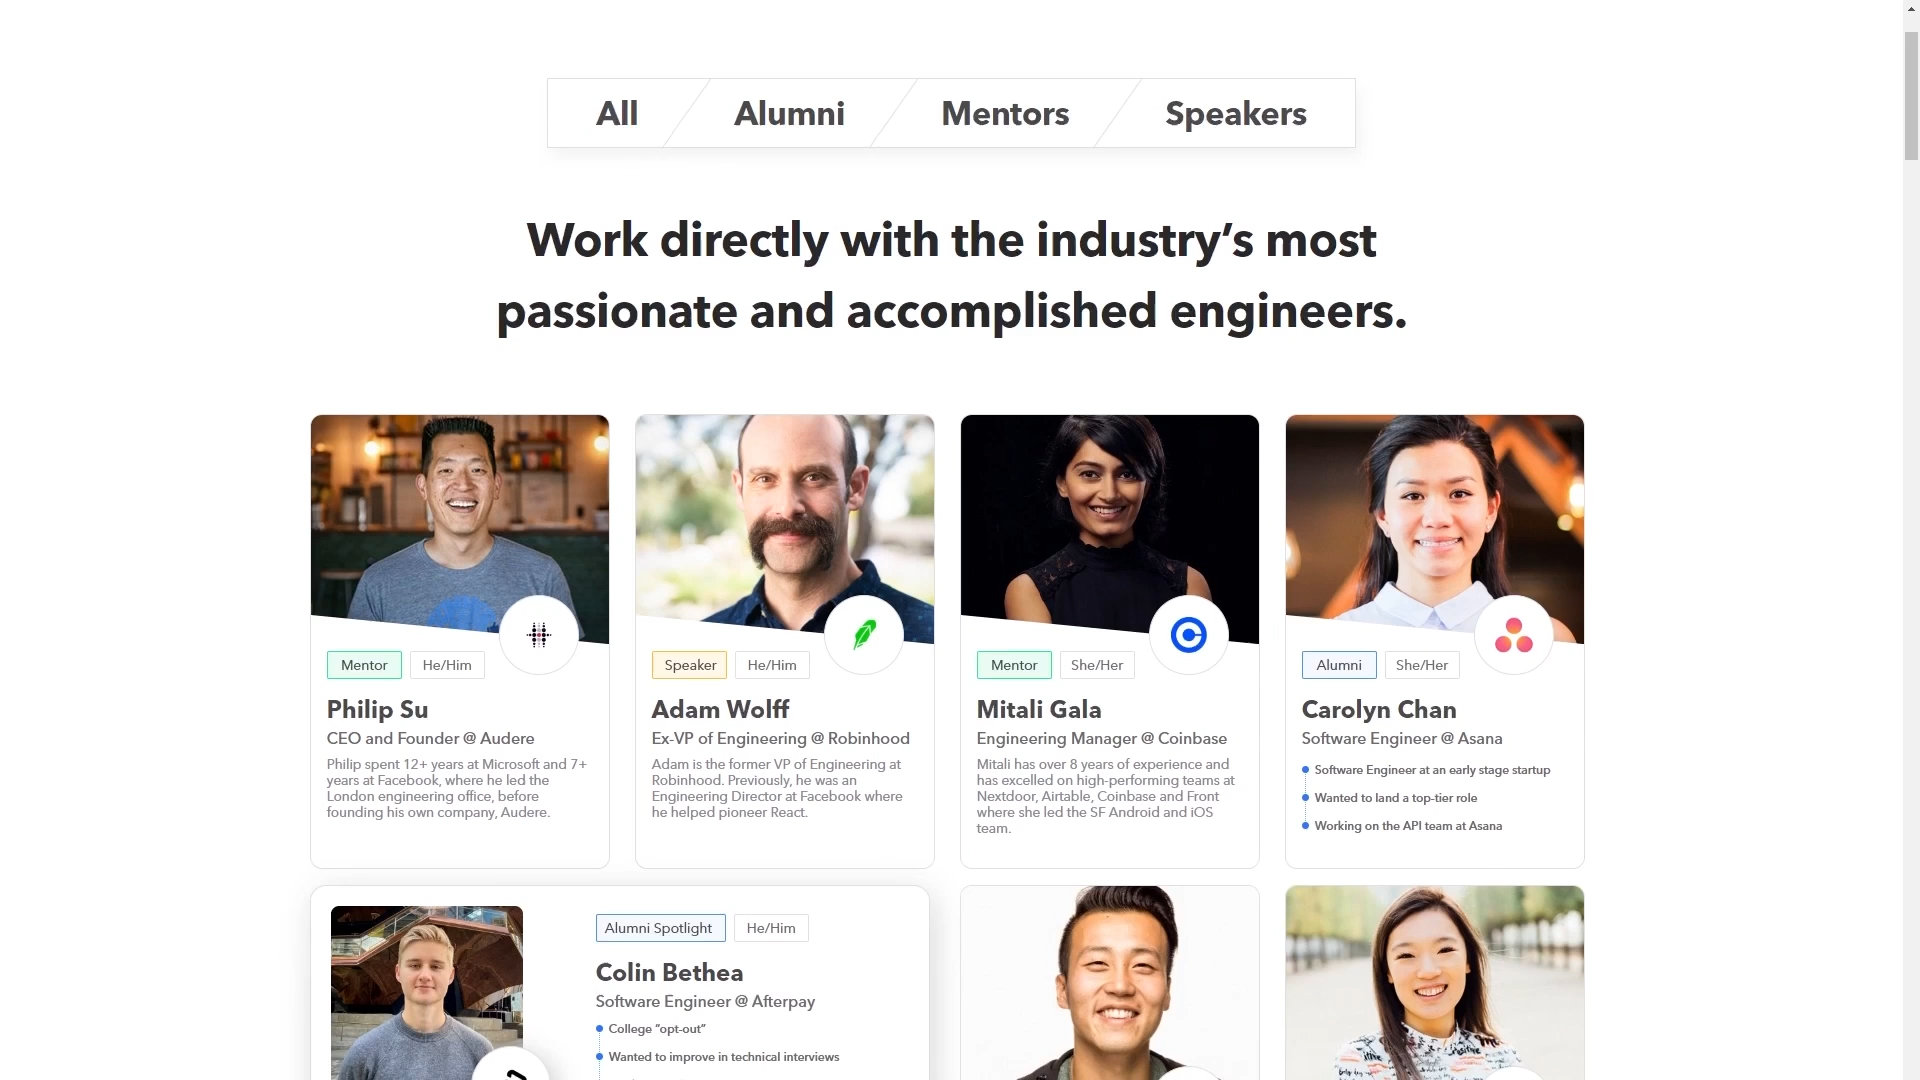 All
Alumni
Mentors
Speakers
Work directly with the industry’s most
passionate and accomplished engineers.
Mentor
He/Him
Philip Su
CEO and Founder @ Audere
Philip spent 12+ years at Microsoft and 7+
years at Facebook, where he led the
London engineering office, before
founding his own company, Audere.
Speaker
He/Him
Adam Wolff
Ex-VP of Engineering @ Robinhood
Adam is the former VP of Engineering at
Robinhood. Previously, he was an
Engineering Director at Facebook where
he helped pioneer React.
Mentor
She/Her
Mitali Gala
Engineering Manager @ Coinbase
Mitali has over 8 years of experience and
has excelled on high-performing teams at
Nextdoor, Airtable, Coinbase and Front
where she led the SF Android and iOS
team.
Alumni
She/Her
Carolyn Chan
Software Engineer @ Asana
Software Engineer at an early stage startup
Wanted to land a top-tier role
Working on the API team at Asana
Alumni Spotlight
He/Him
Colin Bethea
Software Engineer @ Afterpay
College “opt-out”
Wanted to improve in technical interviews